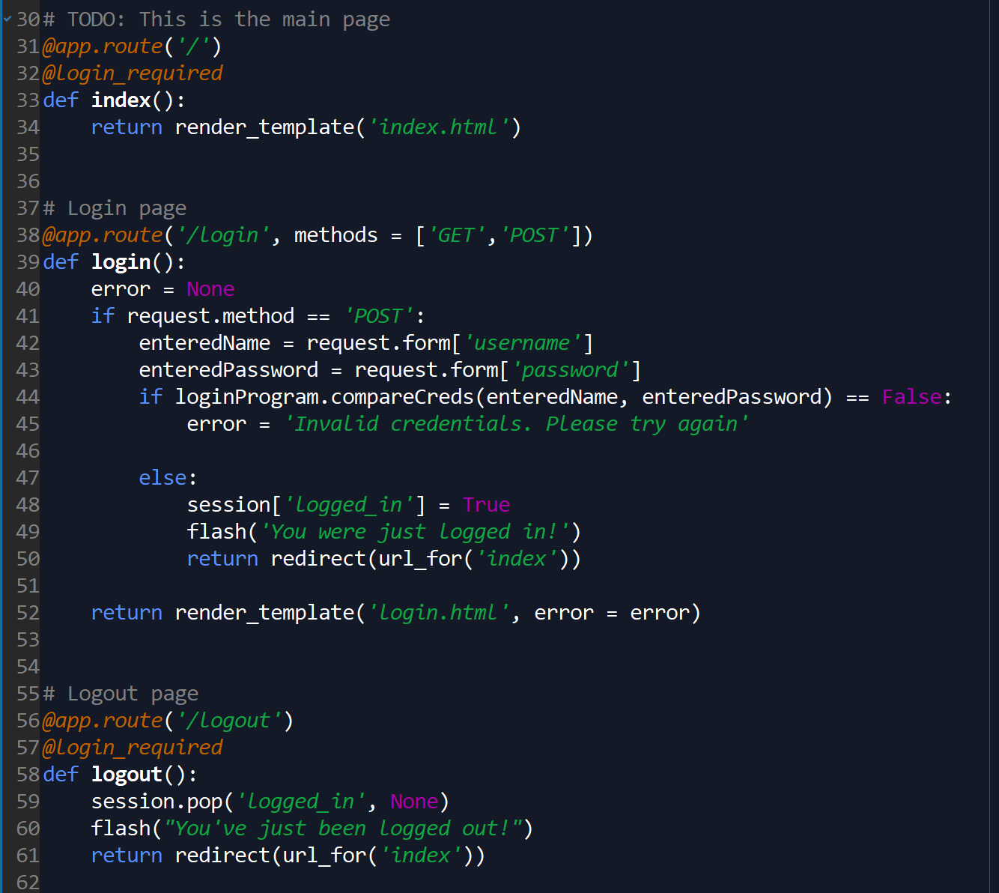 30 # TODO: This is the main page
31 @app.route('/')
32 @login_required
33 def index():
34     return render_template('index.html')
35
36
37 # Login page
38 @app.route('/login', methods = ['GET','POST'])
39 def login():
40     error = None
41     if request.method == 'POST':
42         enteredName = request.form['username']
43         enteredPassword = request.form['password']
44         if loginProgram.compareCreds(enteredName, enteredPassword) == False:
45             error = 'Invalid credentials. Please try again'
46
47         else:
48             session['logged_in'] = True
49             flash('You were just logged in!')
50             return redirect(url_for('index'))
51
52     return render_template('login.html', error = error)
53
54
55 # Logout page
56 @app.route('/logout')
57 @login_required
58 def logout():
59     session.pop('logged_in', None)
60     flash("You've just been logged out!")
61     return redirect(url_for('index'))
62